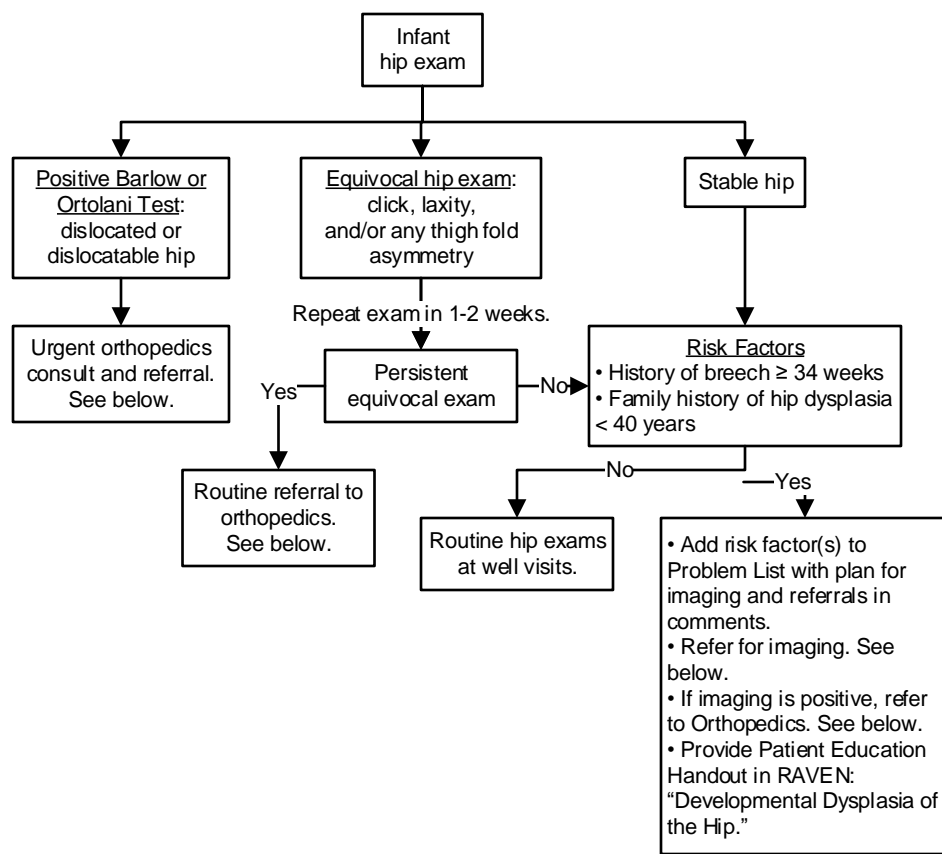 Infant
hip exam
Positive Barlow or
Ortolani Test:
dislocated or
dislocatable hip
Equivocal hip exam:
click, laxity,
and/or any thigh fold
asymmetry
Stable hip
Repeat exam in 1-2 weeks.
Urgent orthopedics
consult and referral.
See below.
Yes
Persistent
equivocal exam
No
Risk Factors
• History of breech ≥ 34 weeks
• Family history of hip dysplasia
< 40 years
No
Yes
Routine referral to
orthopedics.
See below.
Routine hip exams
at well visits.
• Add risk factor(s) to
Problem List with plan for
imaging and referrals in
comments.
• Refer for imaging. See
below.
• If imaging is positive, refer
to Orthopedics. See below.
• Provide Patient Education
Handout in RAVEN:
“Developmental Dysplasia of
the Hip.”